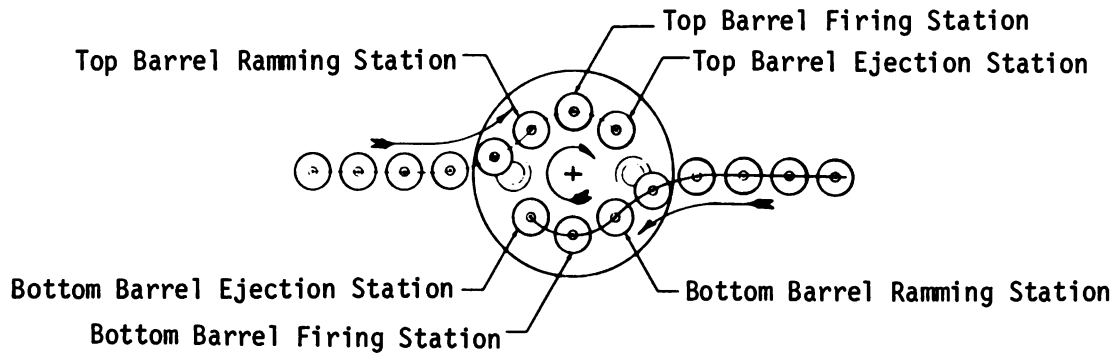 Top Barrel Firing Station
Top Barrel Ramming Station
Top Barrel Ejection Station
Bottom Barrel Ejection Station
Bottom Barrel Ramming Station
Bottom Barrel Firing Station